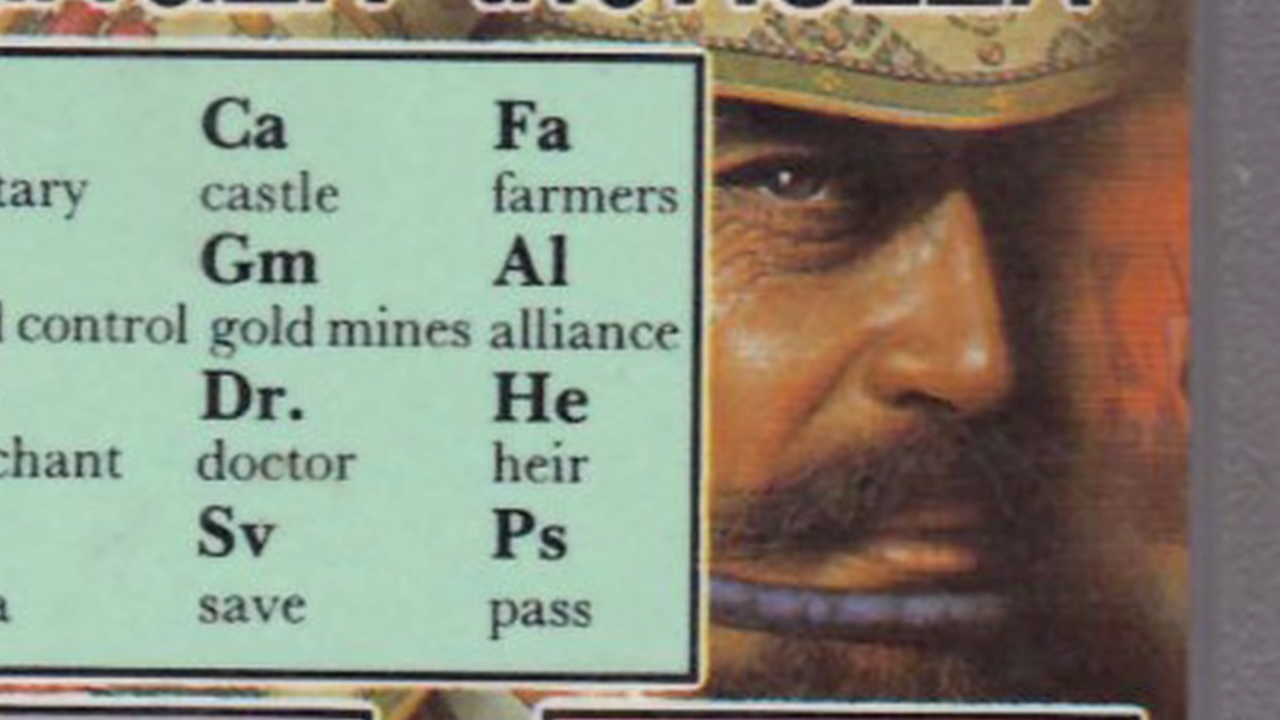 Ca Fa
tary castle farmers
Gm Al
control gold mines alliance
Dr. He
chant doctor heir
Sv Ps
a save pass